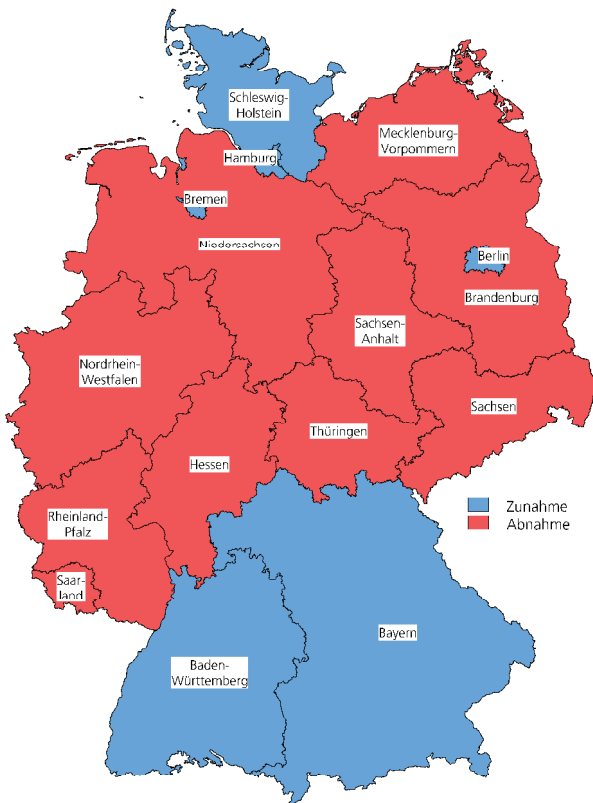 Schleswig-
Holstein
Mecklenburg-
Vorpommern
Hamburg
Bremen
Niedersachsen
Berlin
Brandenburg
Sachsen-
Anhalt
Nordrhein-
Westfalen
Sachsen
Thüringen
Hessen
Zunahme
Abnahme
Rheinland-
Pfalz
Saar-
land
Bayern
Baden-
Württemberg